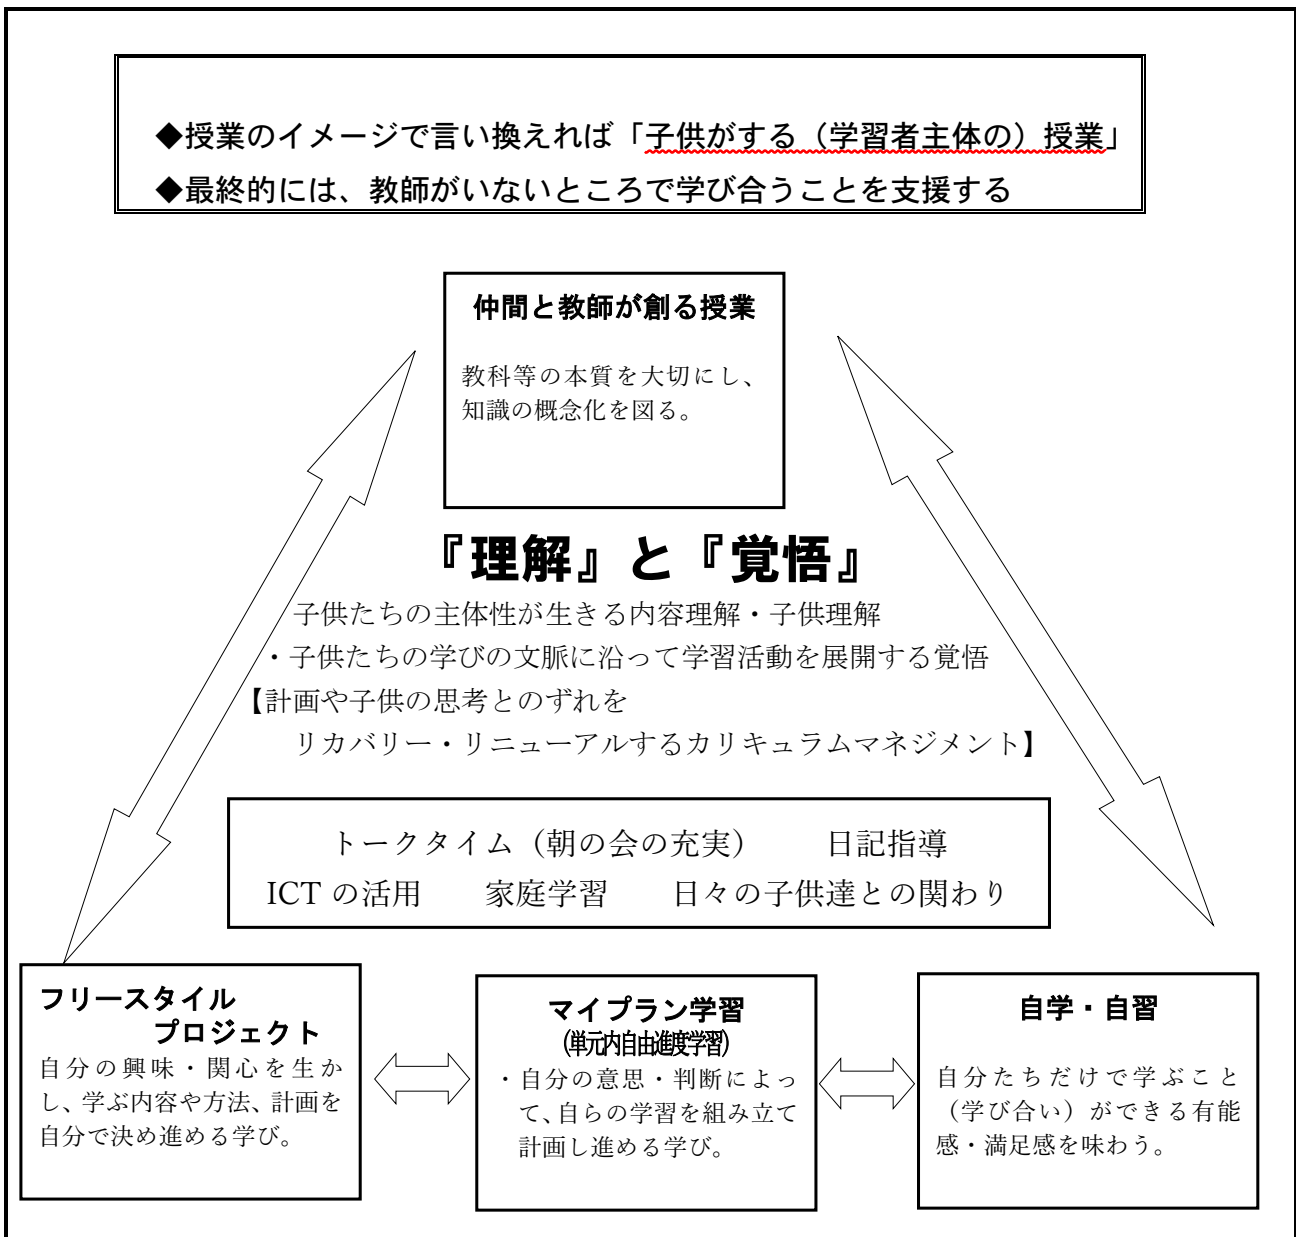 ◆授業のイメージで言い換えれば「子供がする（学習者主体の）授業」
◆最終的には、教師がいないところで学び合うことを支援する
仲間と教師が創る授業
教科等の本質を大切にし、
知識の概念化を図る。
『理解』と『覚悟』
子供たちの主体性が生きる内容理解・子供理解
・子供たちの学びの文脈に沿って学習活動を展開する覚悟
【計画や子供の思考とのずれを
リカバリー・リニューアルするカリキュラムマネジメント】
トークタイム（朝の会の充実）　　日記指導
ICT の活用　　家庭学習　　日々の子供達との関わり
フリースタイル
プロジェクト
自分の興味・関心を生か
し、学ぶ内容や方法、計画を
自分で決め進める学び。
マイプラン学習
(単元内自由進度学習)
・自分の意思・判断によっ
て、自らの学習を組み立て
計画し進める学び。
自学・自習
自分たちだけで学ぶこと
（学び合い）ができる有能
感・満足感を味わう。